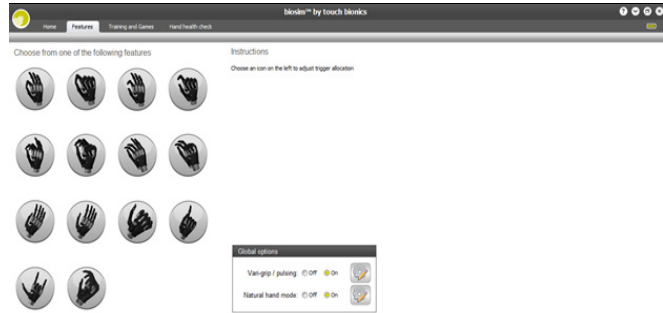 biosim™ by touch bionics
Home Features Training and Games Hand health check
Choose from one of the following features
Instructions
Choose an icon on the left to adjust trigger allocation
Global options
Vari-grip / pulsing: Off On
Natural hand mode: Off On